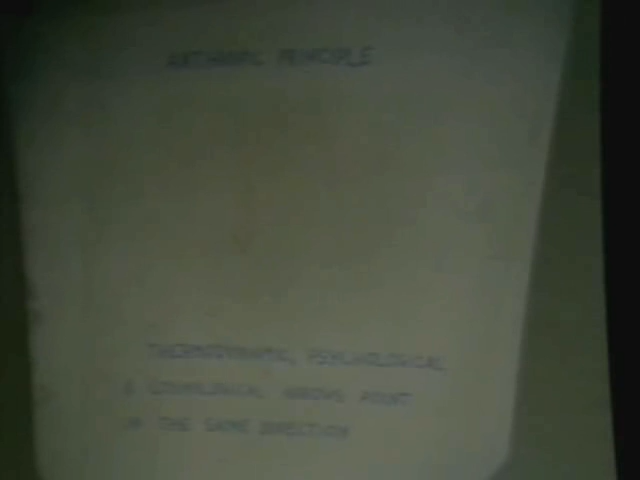 ANTHROPIC PRINCIPLE
THERMODYNAMIC, PSYCHOLOGICAL
& COSMOLOGICAL ARROWS POINT
IN THE SAME DIRECTION